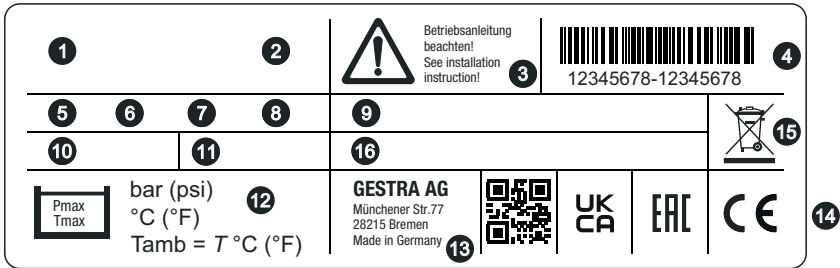 1 2
Betriebsanleitung
beachten!
See installation
instruction! 3
4
12345678-12345678
5 6 7 8 9
10 11 16 15
Pmax
Tmax
bar (psi) 12
°C (°F)
Tamb = T °C (°F)
GESTRA AG
Münchener Str.77
28215 Bremen
Made in Germany 13
UK
CA
EAC
CE 14